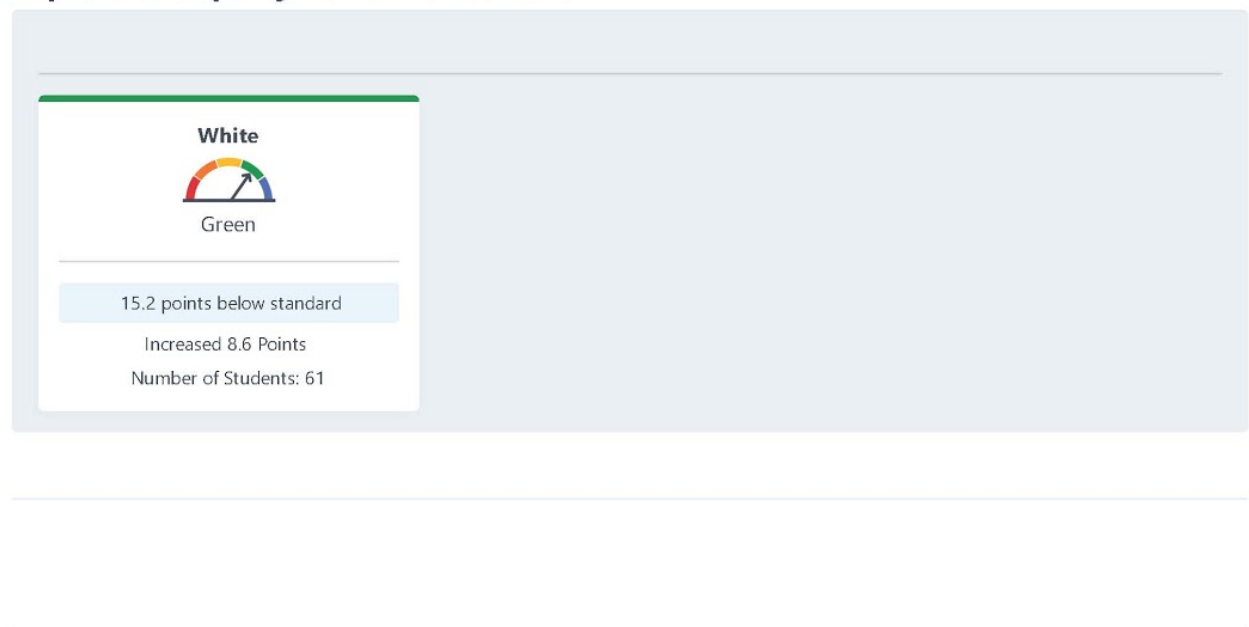 White
Green
15.2 points below standard
Increased 8.6 Points
Number of Students: 61